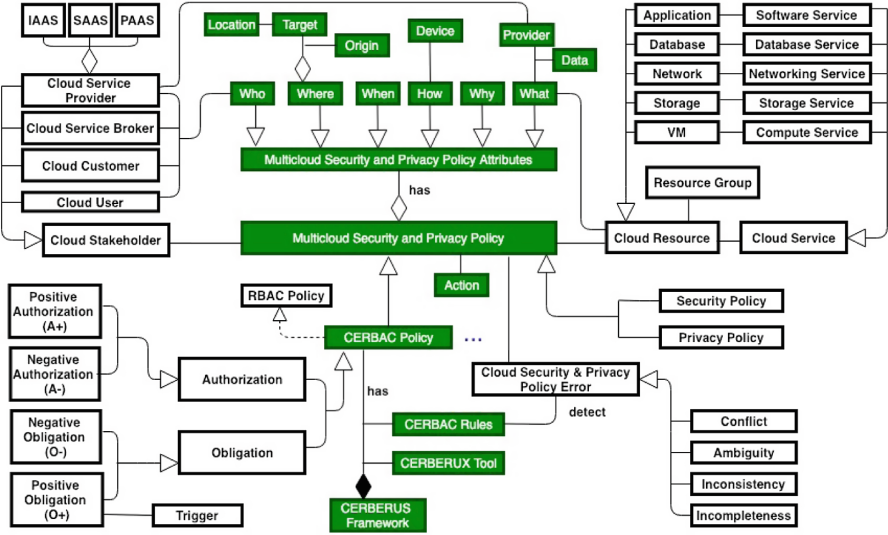 IAAS
SAAS
PAAS
Location
Target
Origin
Device
Provider
Data
Application
Software Service
Database
Database Service
Network
Networking Service
Storage
Storage Service
VM
Compute Service
Cloud Service
Provider
Cloud Service Broker
Cloud Customer
Cloud User
Cloud Stakeholder
Who
Where
When
How
Why
What
Multicloud Security and Privacy Policy Attributes
has
Multicloud Security and Privacy Policy
Resource Group
Cloud Resource
Cloud Service
Action
RBAC Policy
CERBAC Policy
...
Security Policy
Privacy Policy
Positive
Authorization
(A+)
Negative
Authorization
(A-)
Negative
Obligation
(O-)
Positive
Obligation
(O+)
Trigger
Authorization
Obligation
has
Cloud Security & Privacy
Policy Error
detect
CERBAC Rules
CERBERUX Tool
CERBERUS
Framework
Conflict
Ambiguity
Inconsistency
Incompleteness